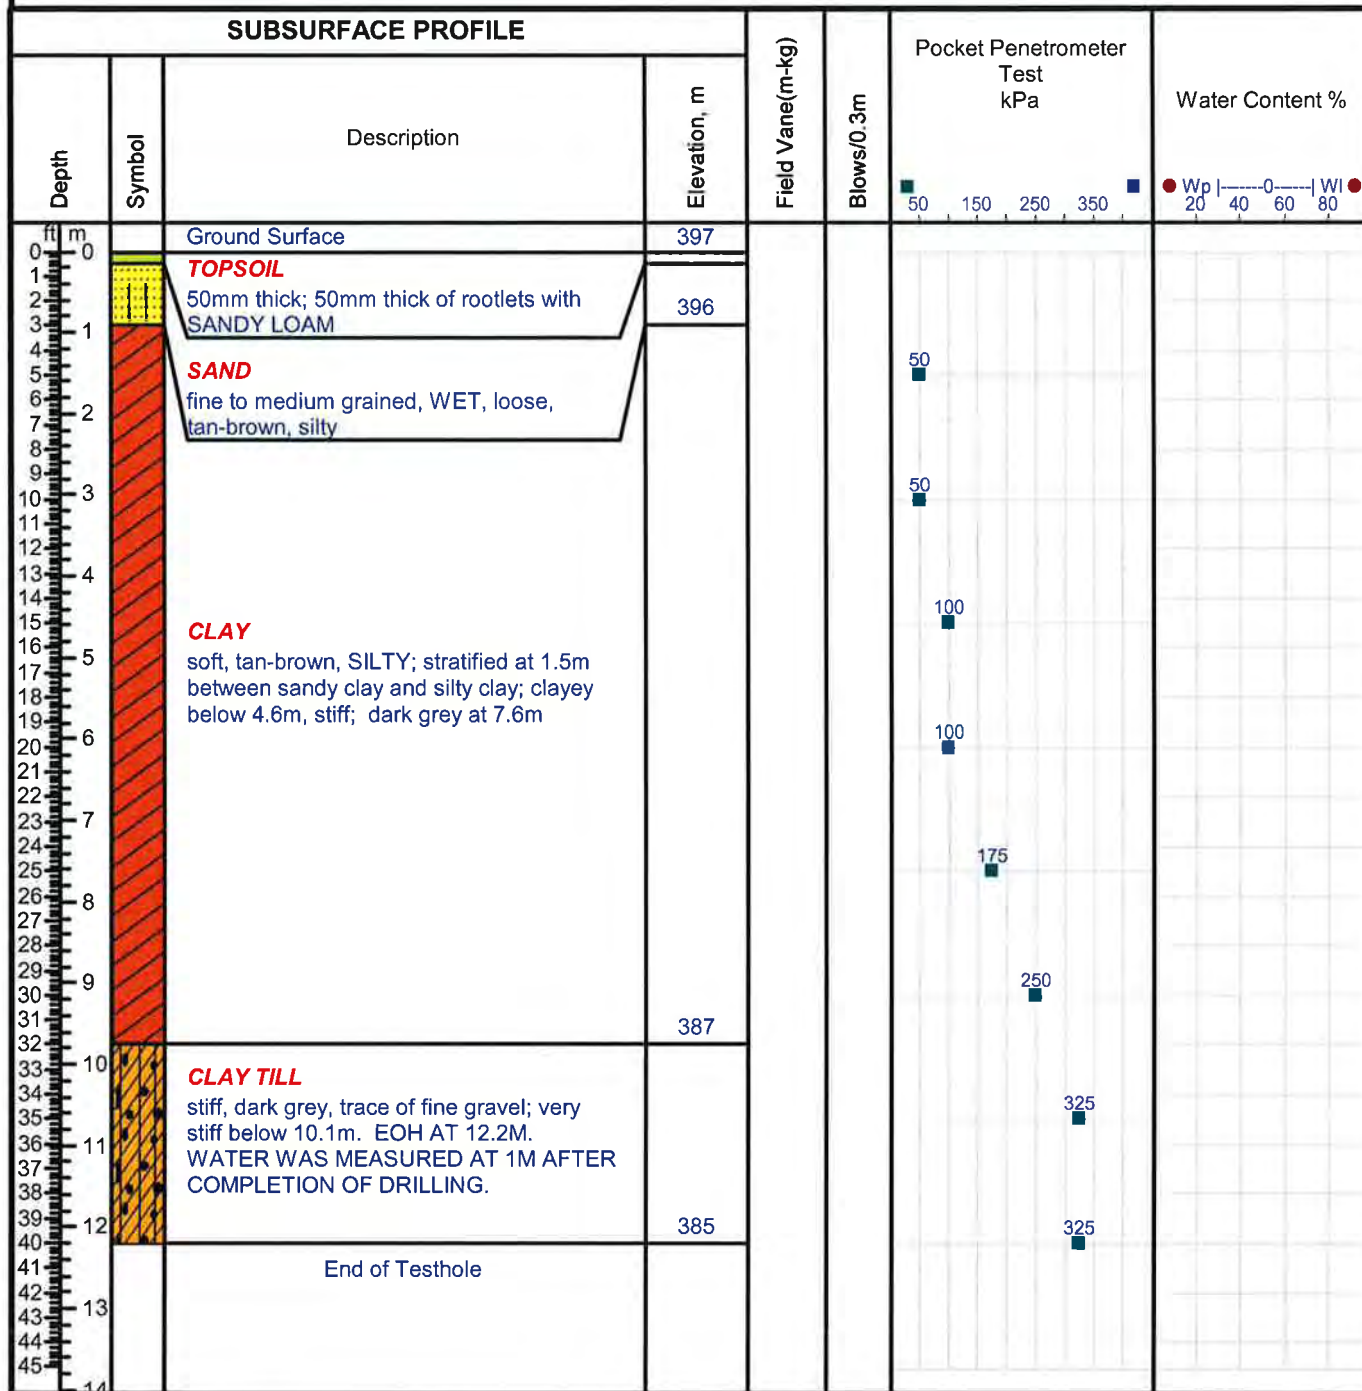 SUBSURFACE PROFILE
Depth
Symbol
Description
Elevation, m
Field Vane(m-kg)
Blows/0.3m
Pocket Penetrometer
Test
kPa
50 150 250 350
Water Content %
Wp |-------0------| Wl
20 40 60 80
ft m
Ground Surface
397
TOPSOIL
50mm thick; 50mm thick of rootlets with
SANDY LOAM
396
SAND
fine to medium grained, WET, loose,
tan-brown, silty
CLAY
soft, tan-brown, SILTY; stratified at 1.5m
between sandy clay and silty clay; clayey
below 4.6m, stiff;  dark grey at 7.6m
387
CLAY TILL
stiff, dark grey, trace of fine gravel; very
stiff below 10.1m.  EOH AT 12.2M.
WATER WAS MEASURED AT 1M AFTER
COMPLETION OF DRILLING.
385
End of Testhole
0
1
2
3
4
5
6
7
8
9
10
11
12
13
14
15
16
17
18
19
20
21
22
23
24
25
26
27
28
29
30
31
32
33
34
35
36
37
38
39
40
41
42
43
44
45
0
1
2
3
4
5
6
7
8
9
10
11
12
13
14
50
50
100
100
175
250
325
325